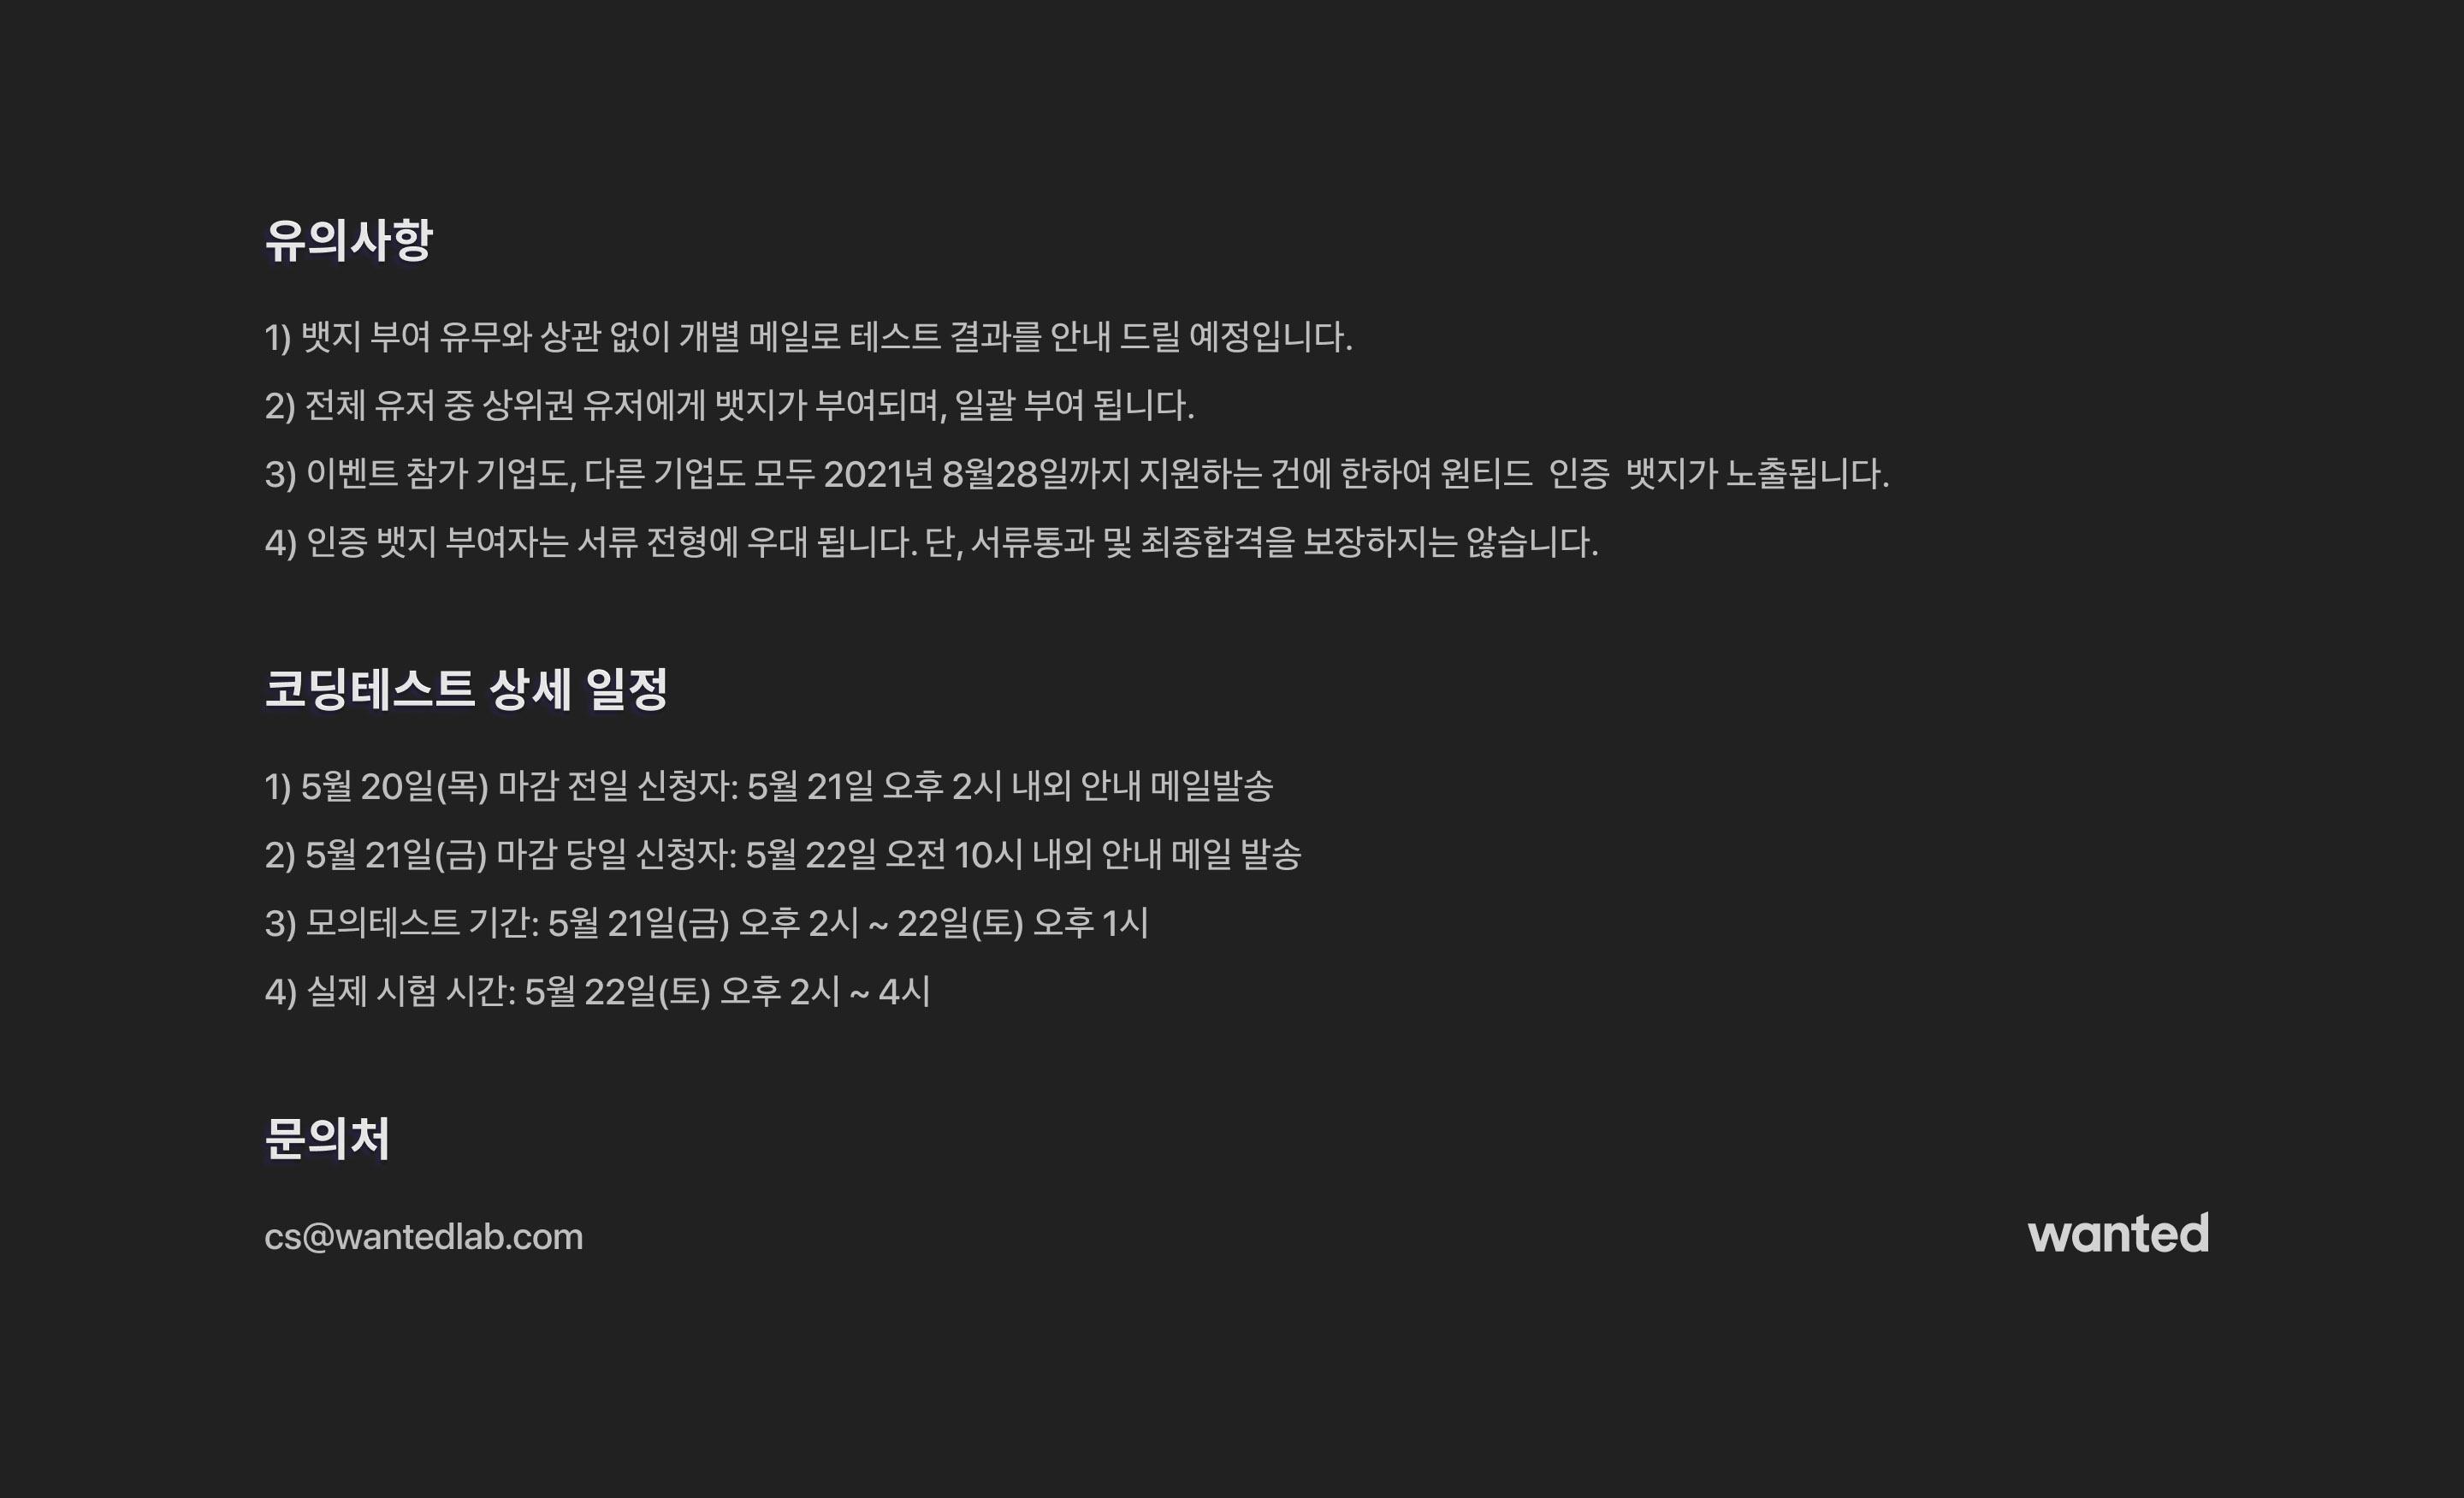 유의사항
1) 뱃지 부여 유무와 상관없이 개별 메일로 테스트 결과를 안내 드릴 예정입니다.
2) 전체 유저 중 상위권 유저에게 뱃지가 부여되며, 일괄 부여 됩니다.
3) 이벤트 참가 기업도, 다른 기업도 모두 2021년 8월28일까지 지원하는 건에 한하여 원티드 인증 뱃지가 노출됩니다.
4) 인증 뱃지 부여자는 서류 전형에 우대 됩니다. 단, 서류통과 및 최종합격을 보장하지는 않습니다.
코딩테스트 상세 일정
1) 5월 20일(목) 마감 전일 신청자: 5월 21일 오후 2시 내외 안내 메일발송
2) 5월 21일(금) 마감 당일 신청자: 5월 22일 오전 10시 내외 안내 메일 발송
3) 모의테스트 기간: 5월 21일(금) 오후 2시 ~ 22일(토) 오후 1시
4) 실제 시험 시간: 5월 22일(토) 오후 2시 ~ 4시
문의처
cs@wantedlab.com
wanted